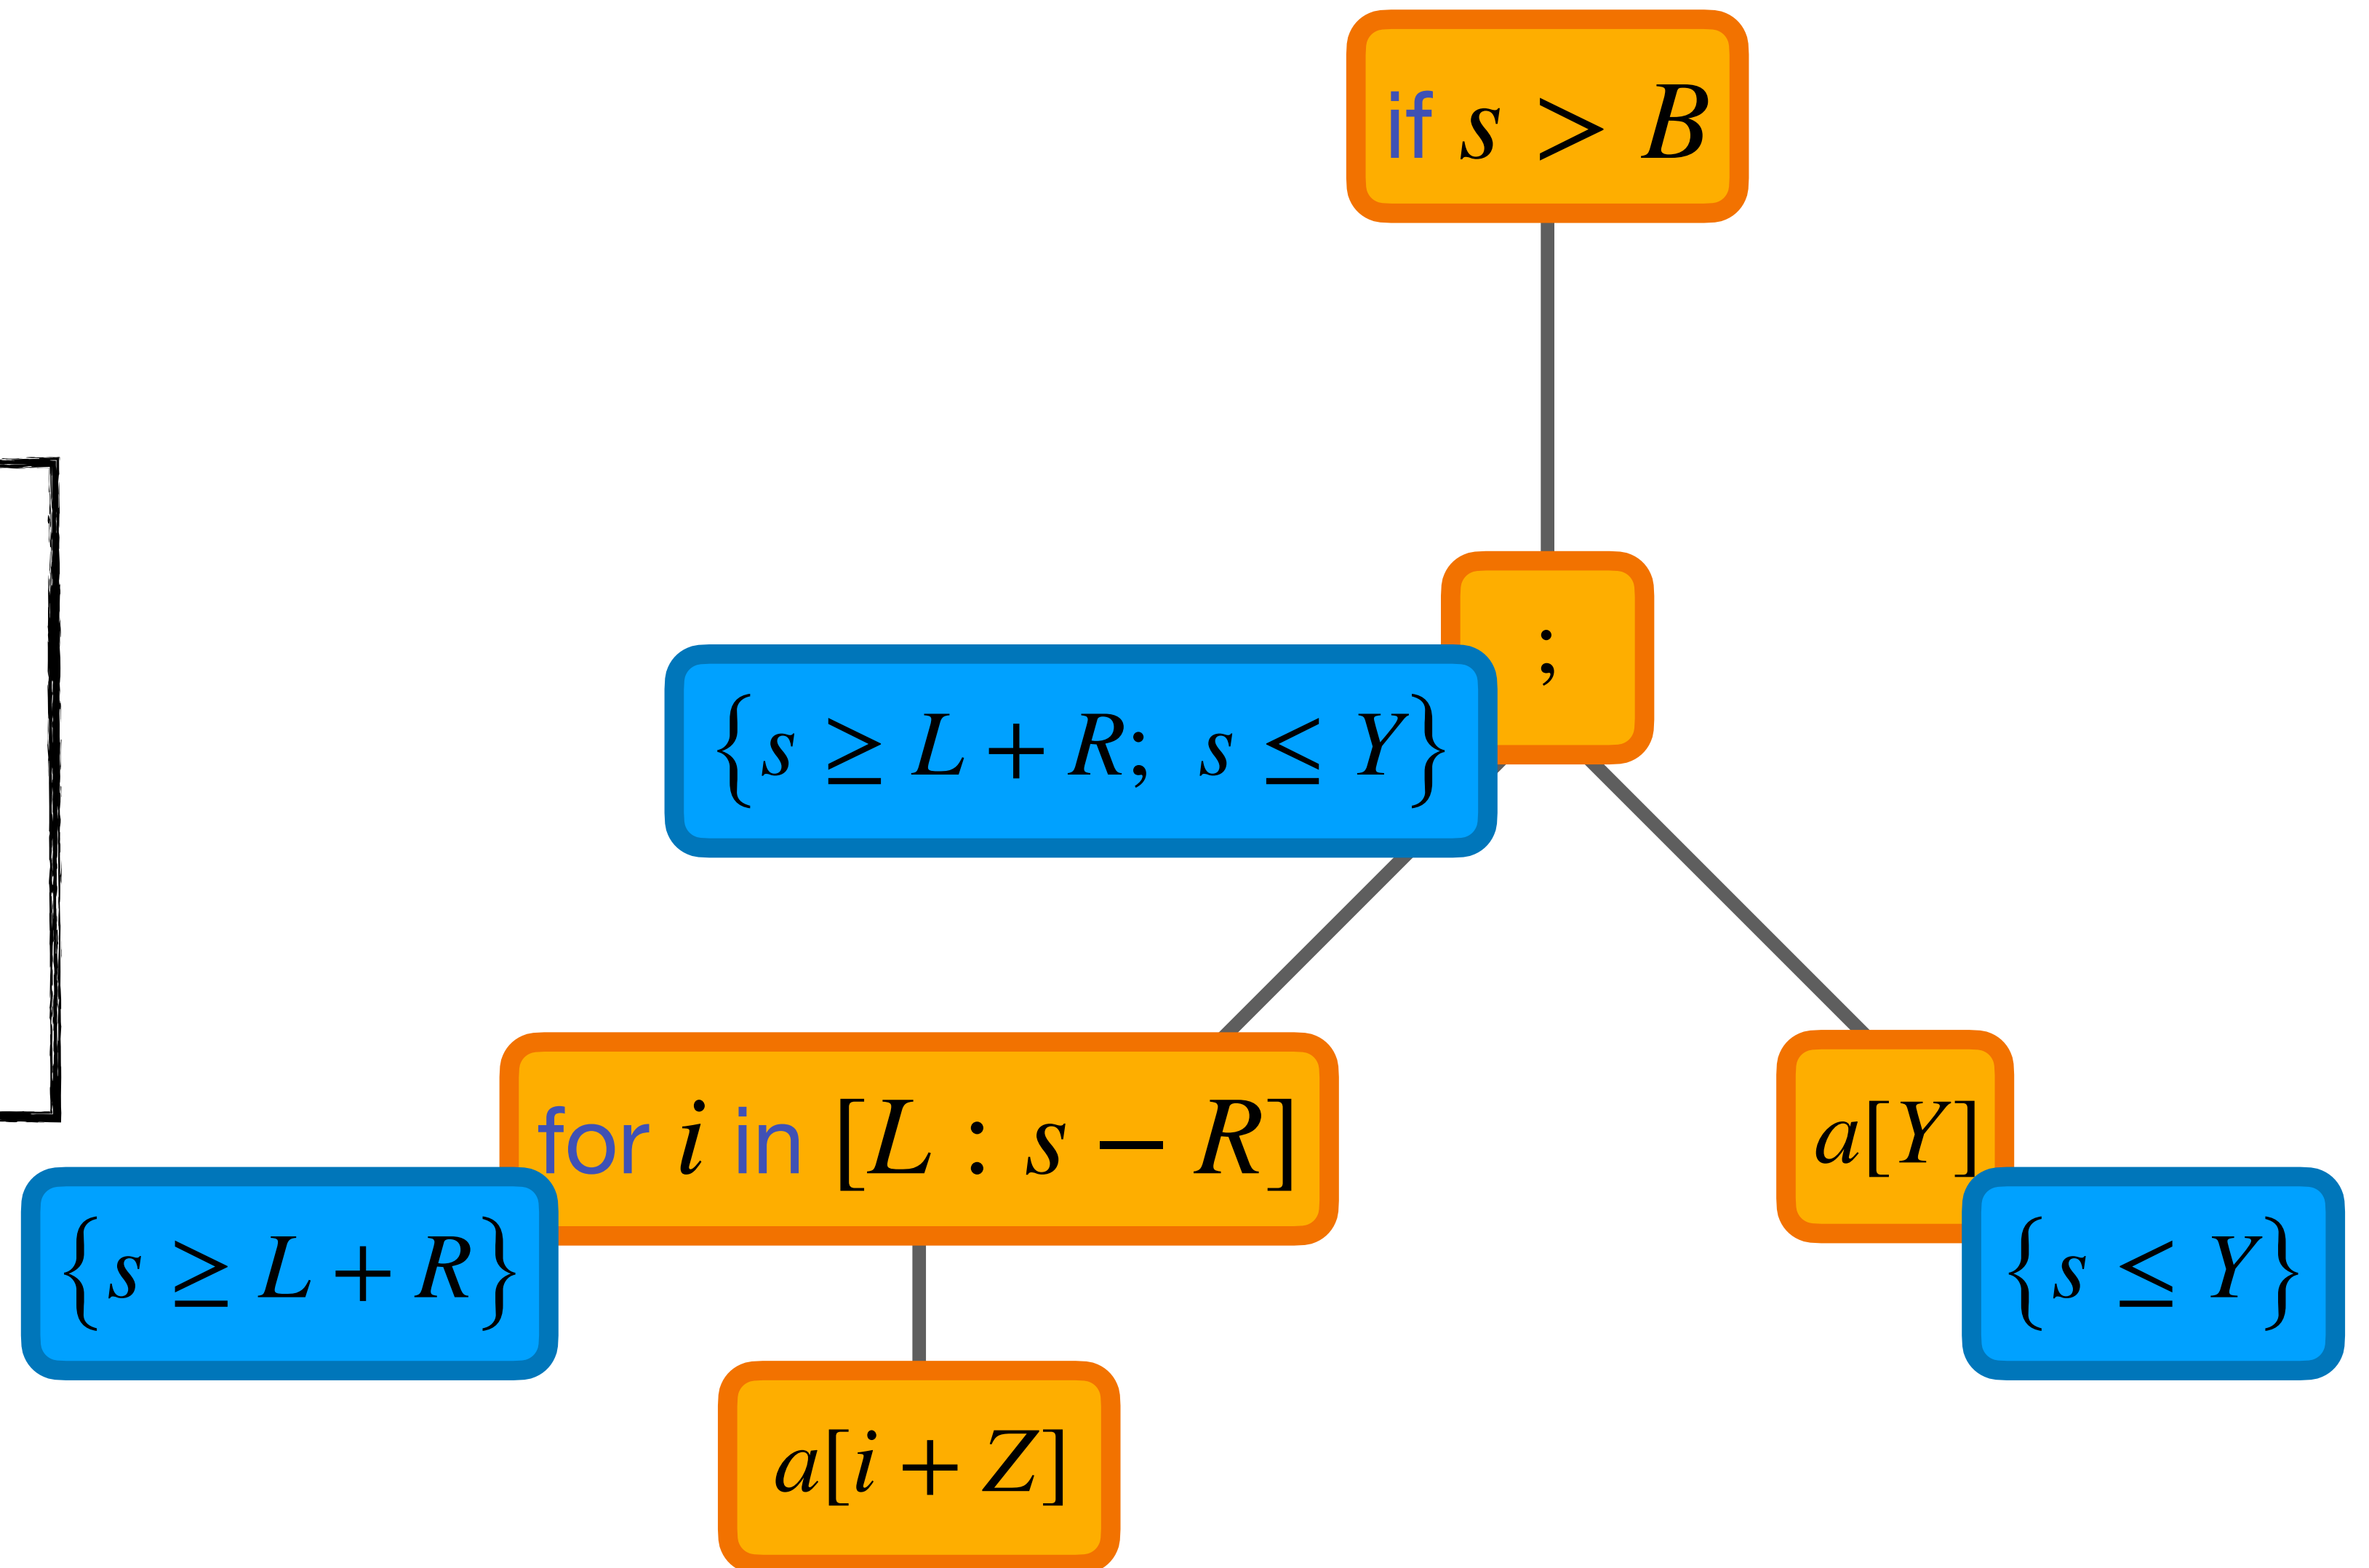 if s > B
;
{s ≥ L + R; s ≤ Y}
for i in [L : s − R]
a[Y]
{s ≥ L + R}
{s ≤ Y}
a[i + Z]